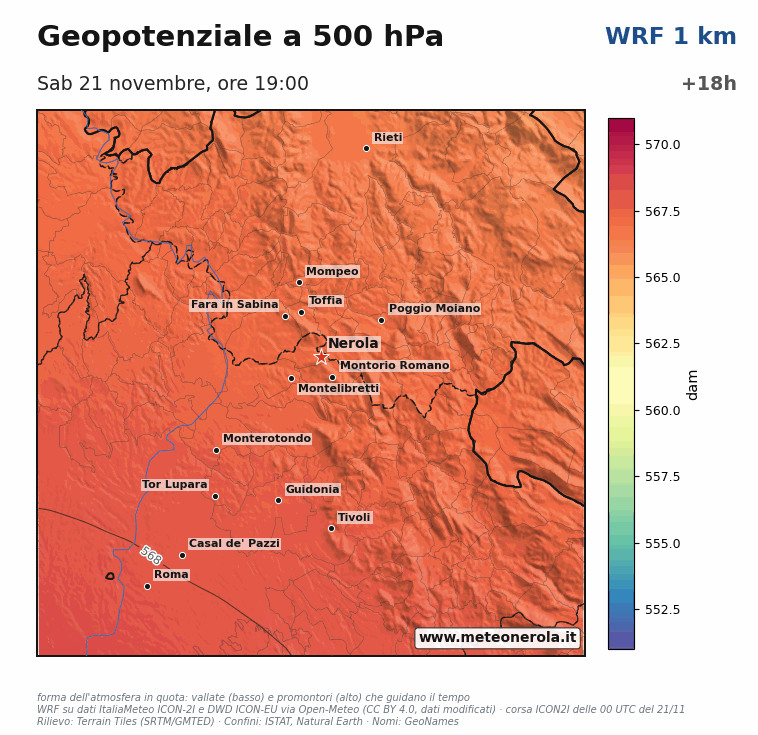 Geopotenziale a 500 hPa
WRF 1 km
Sab 21 novembre, ore 19:00
+18h
Rieti
Mompeo
Fara in Sabina
Toffia
Poggio Moiano
Nerola
Montorio Romano
Montelibretti
Monterotondo
Tor Lupara
Guidonia
Tivoli
Casal de' Pazzi
568
Roma
www.meteonerola.it
570.0
567.5
565.0
562.5
560.0
557.5
555.0
552.5
dam
forma dell'atmosfera in quota: vallate (basso) e promontori (alto) che guidano il tempo
WRF su dati ItaliaMeteo ICON-2I e DWD ICON-EU via Open-Meteo (CC BY 4.0, dati modificati) · corsa ICON2I delle 00 UTC del 21/11
Rilievo: Terrain Tiles (SRTM/GMTED) · Confini: ISTAT, Natural Earth · Nomi: GeoNames